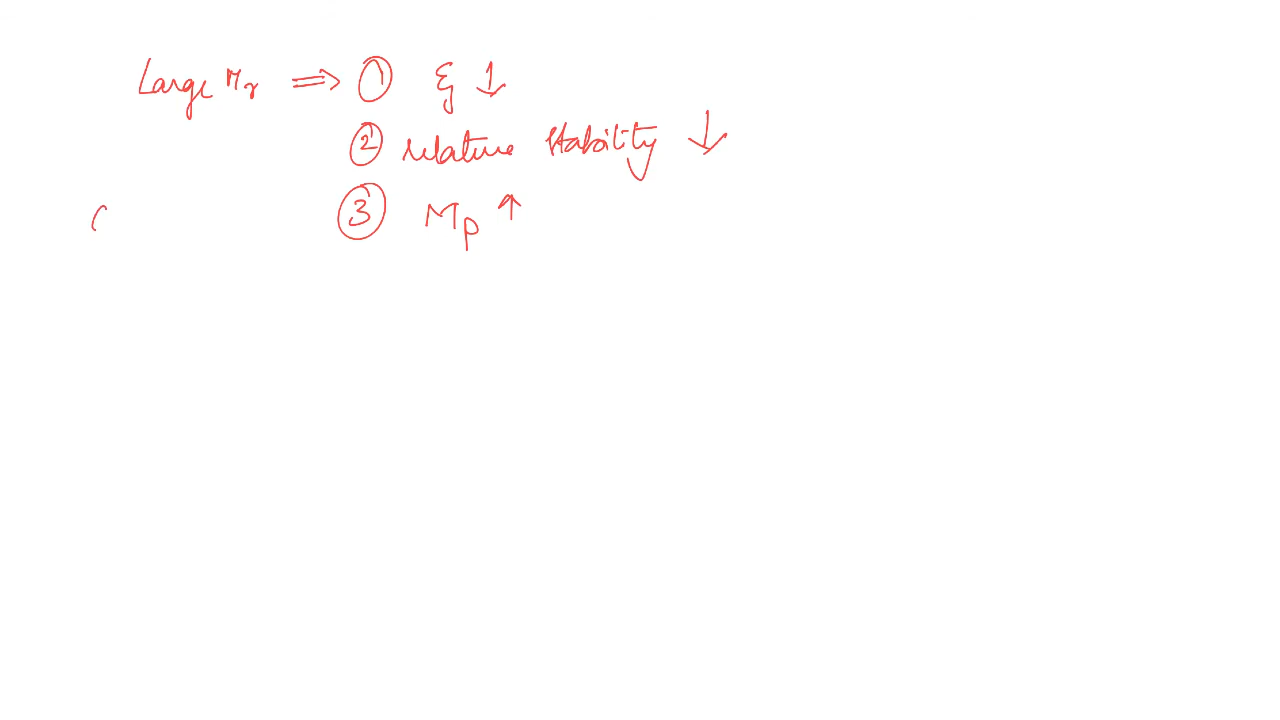 Large Mr ⇒ ① ξ ↓
② relative stability ↓
( ③ Mp ↑